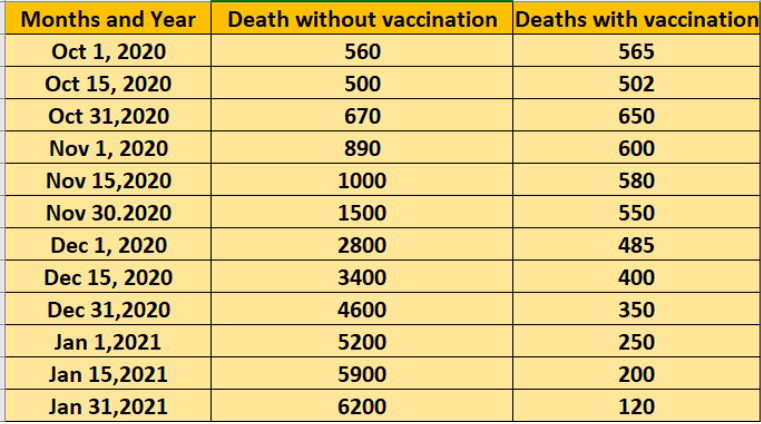 Months and Year Death without vaccination Deaths with vaccination
Oct 1, 2020 560 565
Oct 15, 2020 500 502
Oct 31,2020 670 650
Nov 1, 2020 890 600
Nov 15,2020 1000 580
Nov 30.2020 1500 550
Dec 1, 2020 2800 485
Dec 15, 2020 3400 400
Dec 31,2020 4600 350
Jan 1,2021 5200 250
Jan 15,2021 5900 200
Jan 31,2021 6200 120